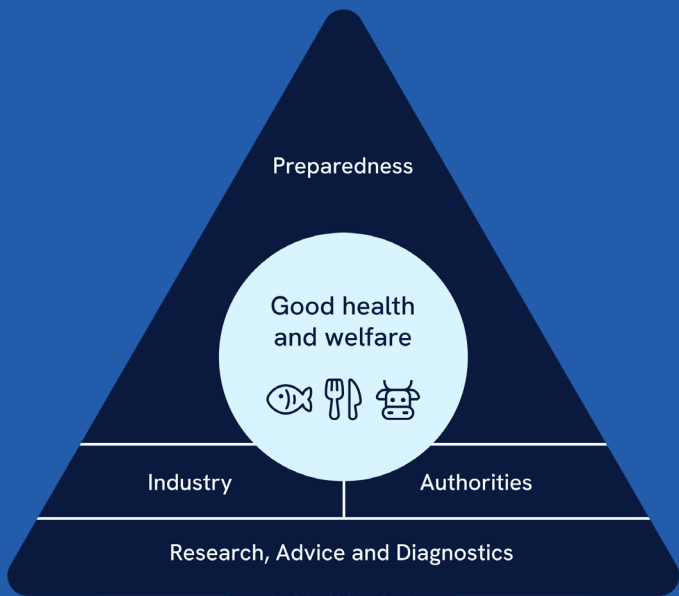 Preparedness
Good health
and welfare
Industry
Authorities
Research, Advice and Diagnostics